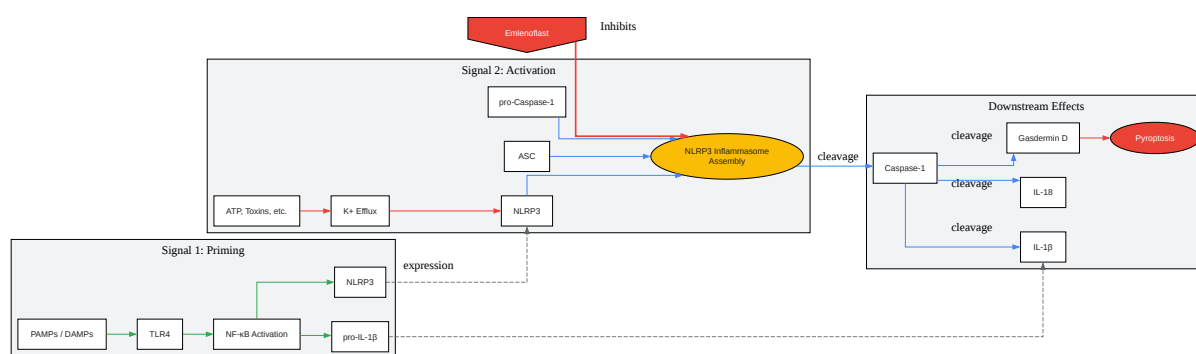 Emlenoflast
Inhibits
Signal 2: Activation
pro-Caspase-1
ASC
NLRP3 Inflammasome
Assembly
ATP, Toxins, etc.
K+ Efflux
NLRP3
cleavage
Downstream Effects
Caspase-1
cleavage
Gasdermin D
Pyroptosis
cleavage
IL-18
cleavage
IL-1β
Signal 1: Priming
NLRP3
expression
PAMPs / DAMPs
TLR4
NF-κB Activation
pro-IL-1β